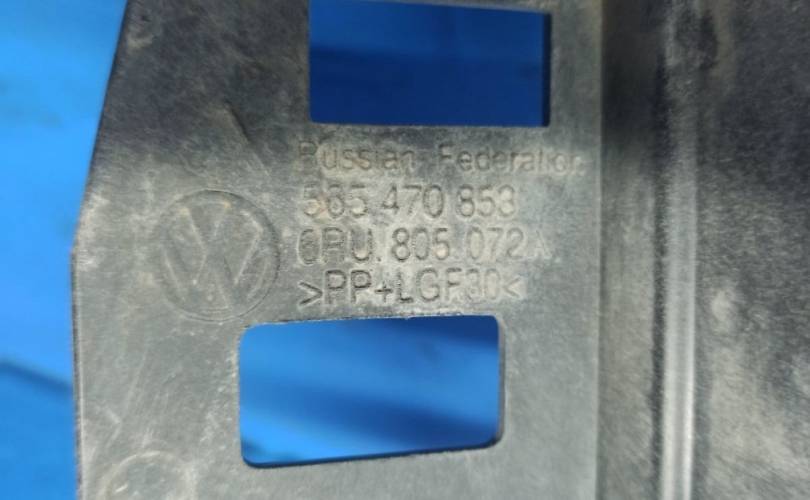 Russian Federation
565 470 853
6RU.805.072A
>PP+LGF30<